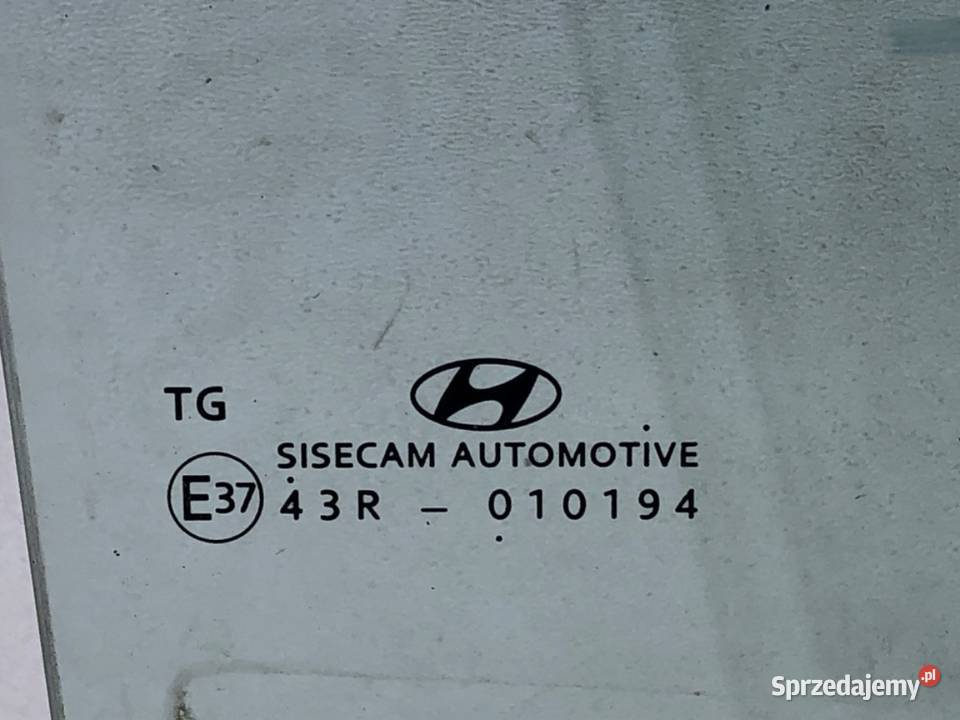 TG
SISECAM AUTOMOTIVE
E37 43R – 010194
Sprzedajemy.pl